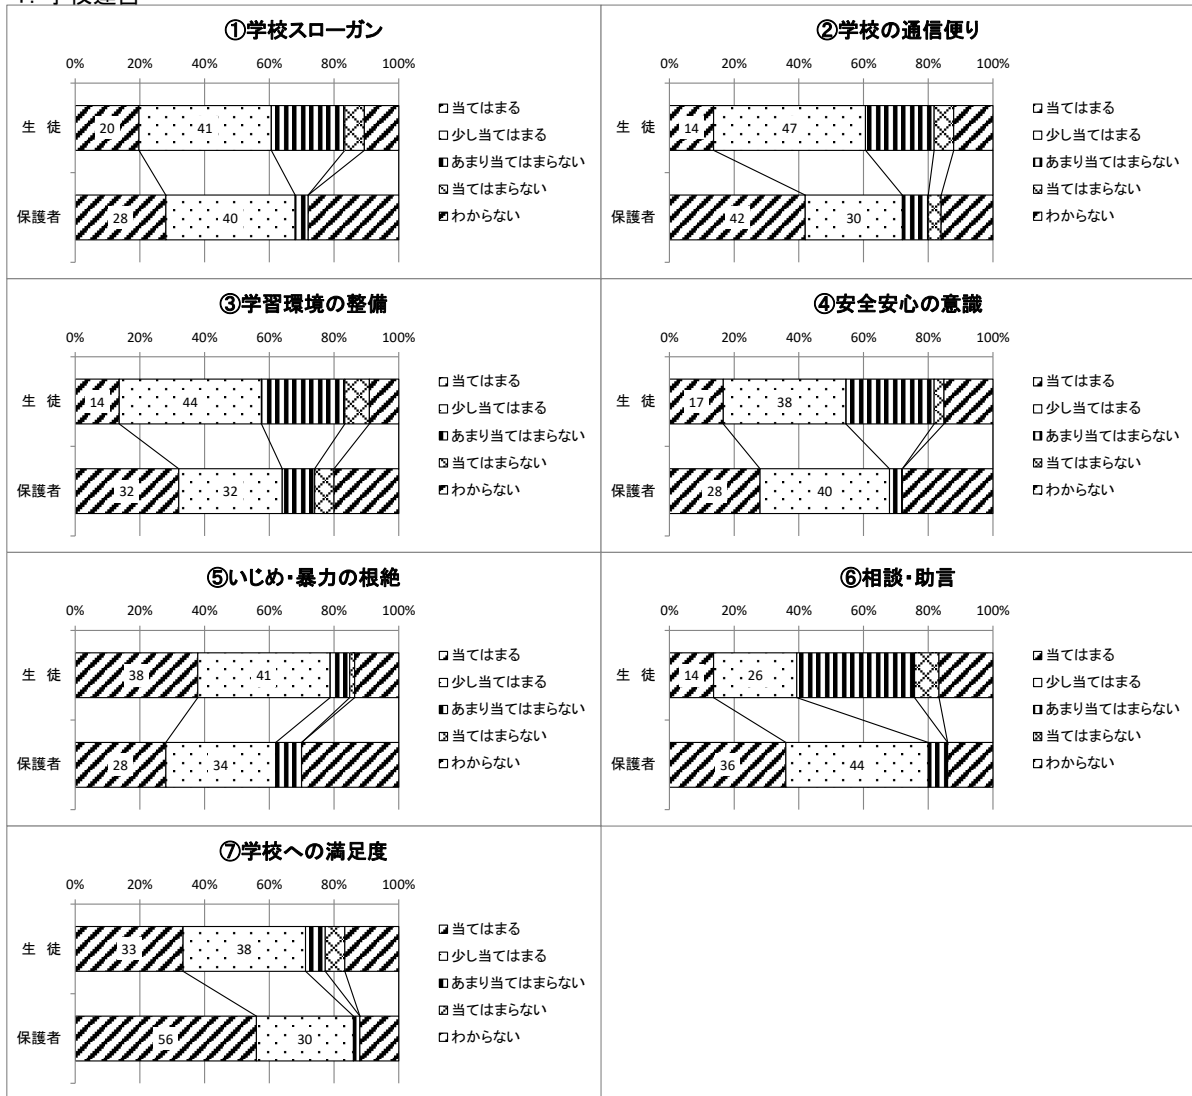 ①学校スローガン
0% 20% 40% 60% 80% 100%
生 徒 20 41
保護者 28 40
当てはまる
少し当てはまる
あまり当てはまらない
当てはまらない
わからない
②学校の通信便り
0% 20% 40% 60% 80% 100%
生 徒 14 47
保護者 42 30
当てはまる
少し当てはまる
あまり当てはまらない
当てはまらない
わからない
③学習環境の整備
0% 20% 40% 60% 80% 100%
生 徒 14 44
保護者 32 32
当てはまる
少し当てはまる
あまり当てはまらない
当てはまらない
わからない
④安全安心の意識
0% 20% 40% 60% 80% 100%
生 徒 17 38
保護者 28 40
当てはまる
少し当てはまる
あまり当てはまらない
当てはまらない
わからない
⑤いじめ・暴力の根絶
0% 20% 40% 60% 80% 100%
生 徒 38 41
保護者 28 34
当てはまる
少し当てはまる
あまり当てはまらない
当てはまらない
わからない
⑥相談・助言
0% 20% 40% 60% 80% 100%
生 徒 14 26
保護者 36 44
当てはまる
少し当てはまる
あまり当てはまらない
当てはまらない
わからない
⑦学校への満足度
0% 20% 40% 60% 80% 100%
生 徒 33 38
保護者 56 30
当てはまる
少し当てはまる
あまり当てはまらない
当てはまらない
わからない